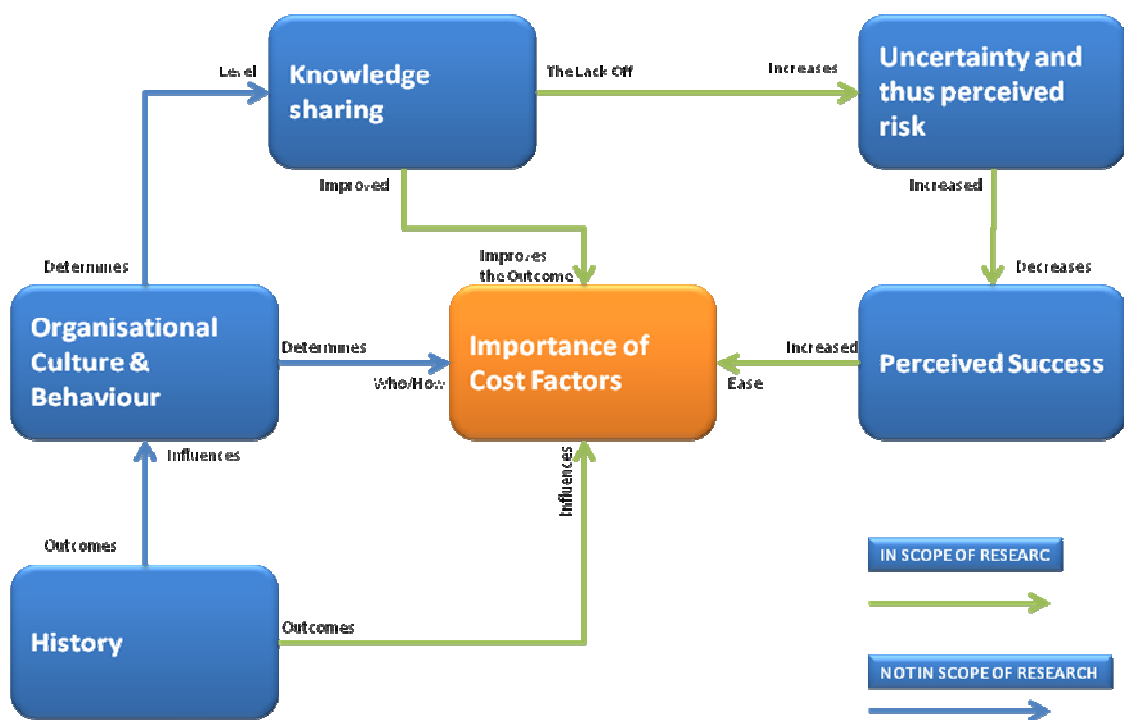 Level
Knowledge
sharing
The Lack Off
Increases
Uncertainty and
thus perceived
risk
Improved
Increased
Improves
the Outcome
Determines
Decreases
Organisational
Culture &
Behaviour
Determines
Who/How
Importance of
Cost Factors
Increased
Ease
Perceived Success
Influences
Influences
Outcomes
History
Outcomes
IN SCOPE OF RESEARC
NOT IN SCOPE OF RESEARCH